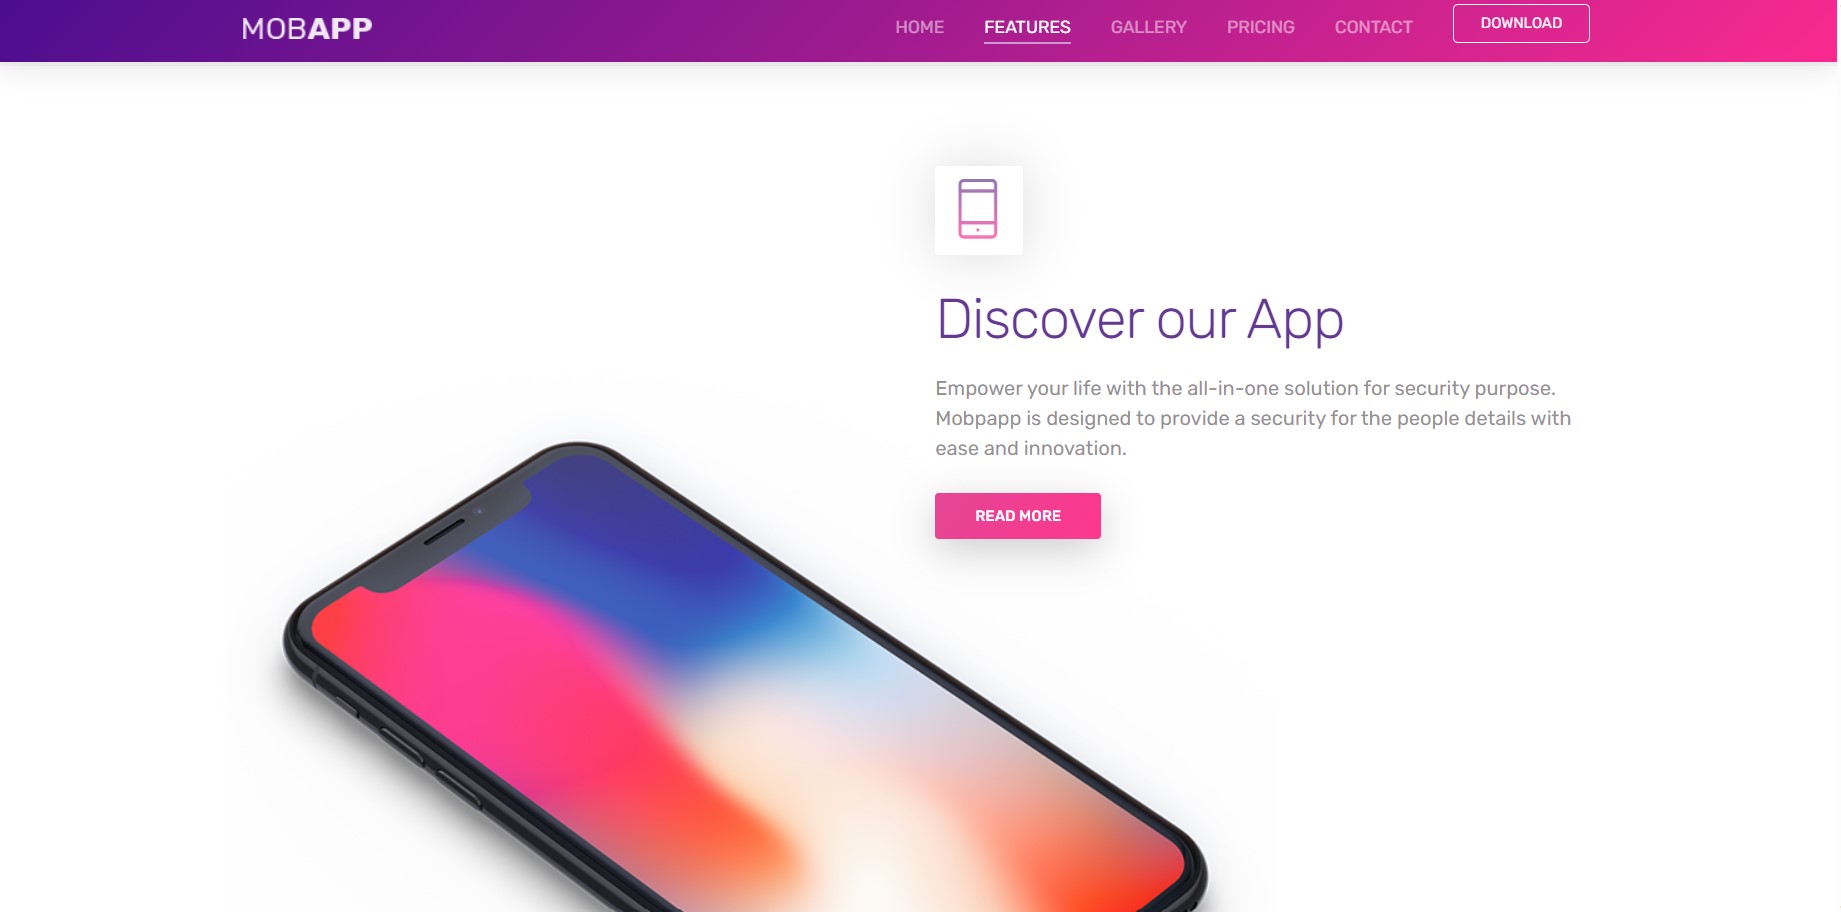 MOBAPP
HOME FEATURES GALLERY PRICING CONTACT DOWNLOAD
Discover our App
Empower your life with the all-in-one solution for security purpose.
Mobpapp is designed to provide a security for the people details with
ease and innovation.
READ MORE